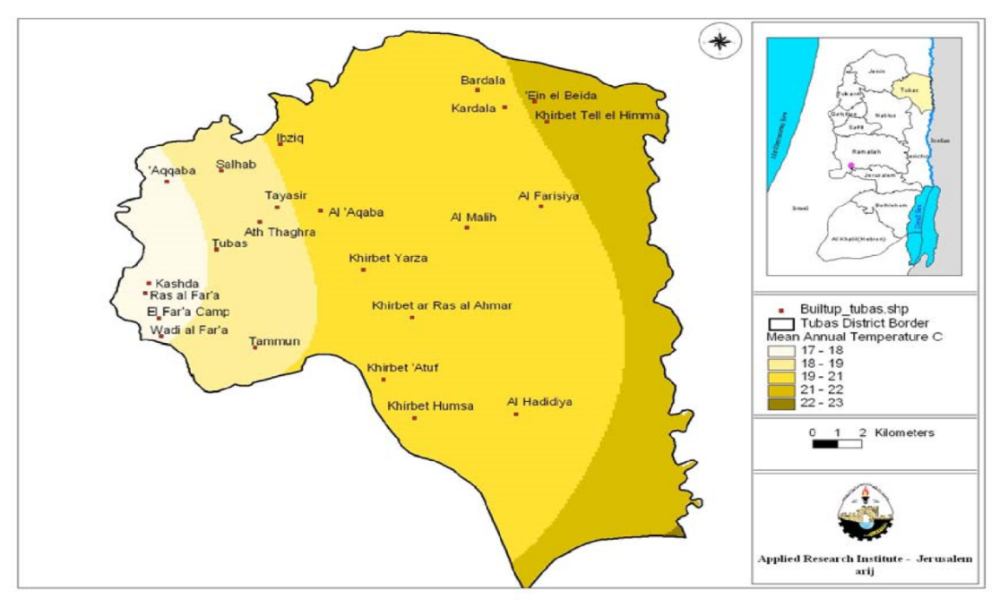 Bardala
'Ein el Beida
Kardala
Khirbet Tell el Himma
Ibziq
Salhab
'Aqqaba
Tayasir
Al 'Aqaba
Al Farisiya
Al Malih
Ath Thaghra
Tubas
Khirbet Yarza
Kashda
Ras al Far'a
El Far'a Camp
Wadi al Far'a
Khirbet ar Ras al Ahmar
Tammun
Khirbet 'Atuf
Khirbet Humsa
Al Hadidiya
Jenin
Tubas
Nablus
Salfit
Ramallah
Jericho
Jordan
Mediterranean Sea
Jerusalem
Bethlehem
Israel
Dead Sea
Al Khalil(Hebron)
Builtup_tubas.shp
Tubas District Border
Mean Annual Temperature C
17 - 18
18 - 19
19 - 21
21 - 22
22 - 23
0 1 2 Kilometers
Applied Research Institute - Jerusalem
arij